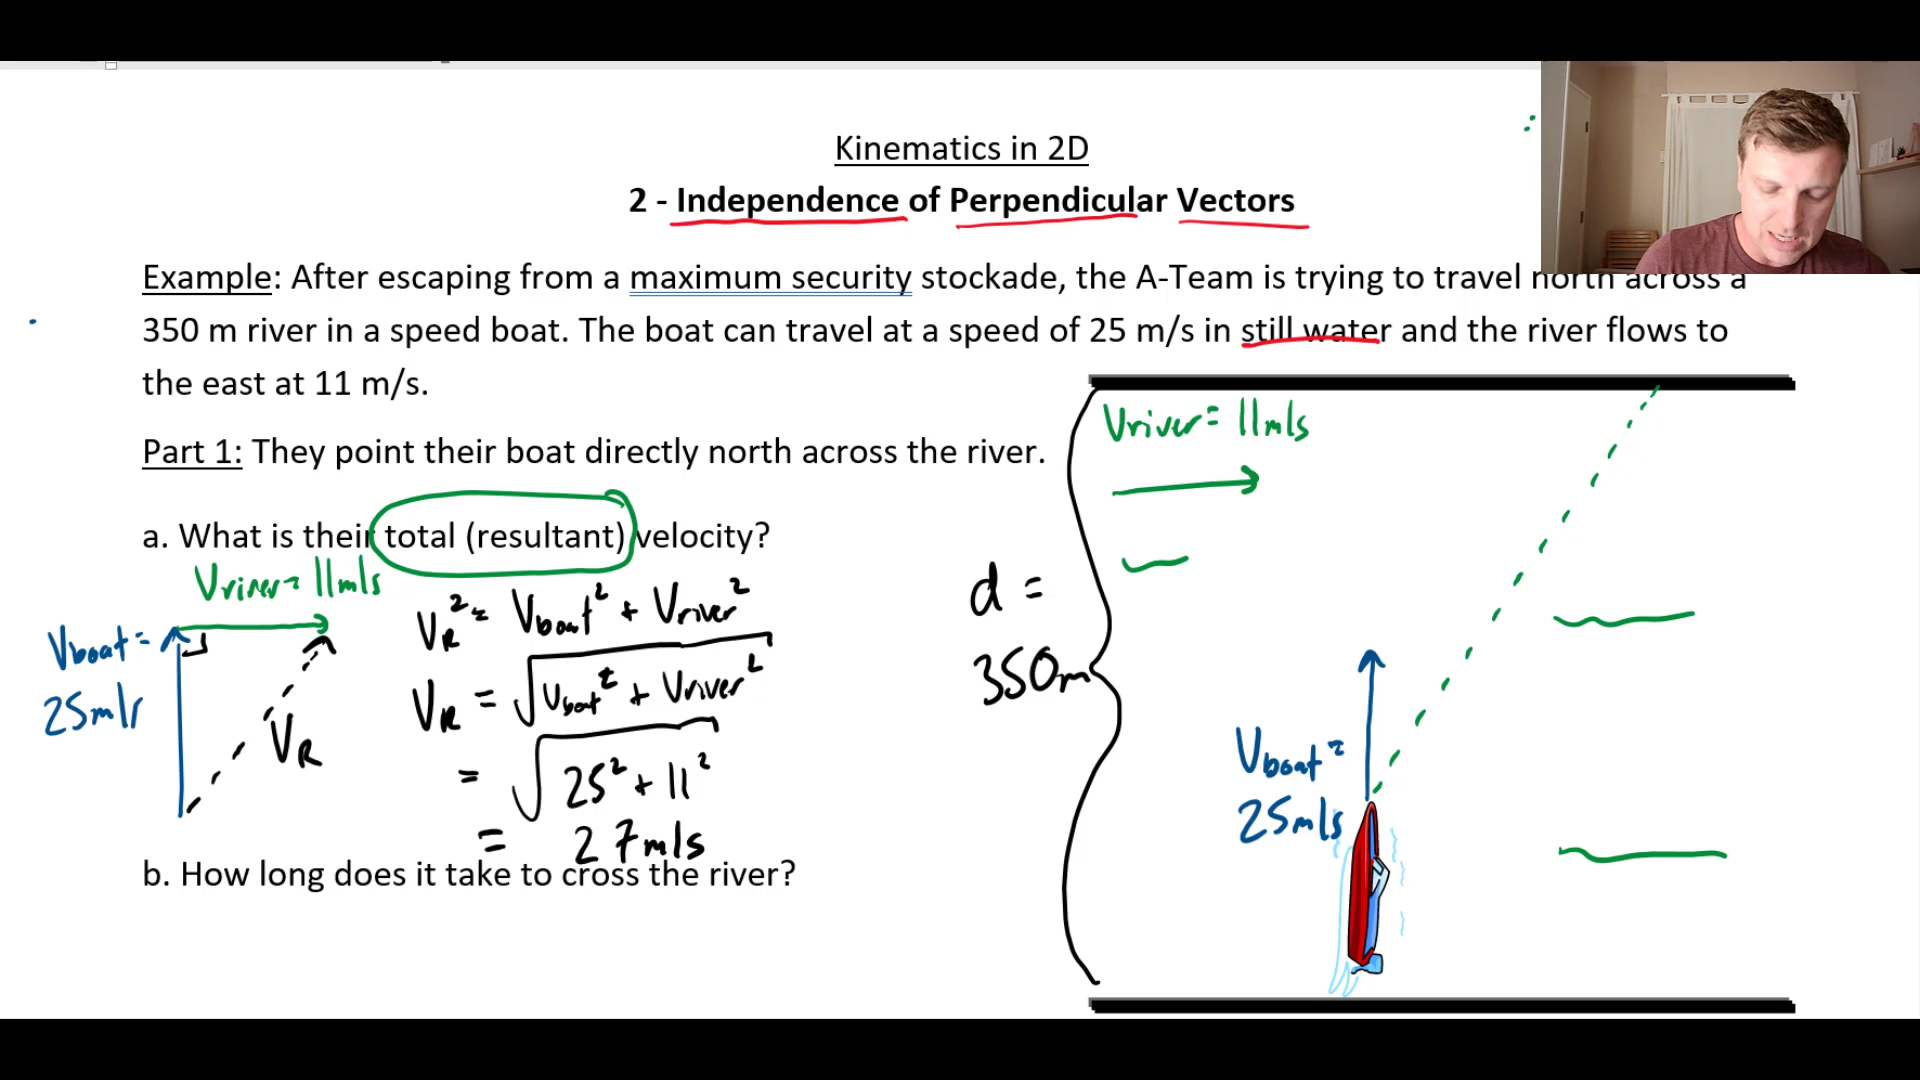 Kinematics in 2D
2 - Independence of Perpendicular Vectors
Example: After escaping from a maximum security stockade, the A-Team is trying to travel north across a
350 m river in a speed boat. The boat can travel at a speed of 25 m/s in still water and the river flows to
the east at 11 m/s.
Part 1: They point their boat directly north across the river.
a. What is their total (resultant) velocity?
Vriver = 11m/s
Vboat =
25m/s
VR
VR² = Vboat² + Vriver²
VR = √Vboat² + Vriver²
= √25² + 11²
= 27m/s
b. How long does it take to cross the river?
d =
350m
Vriver = 11m/s
Vboat =
25m/s